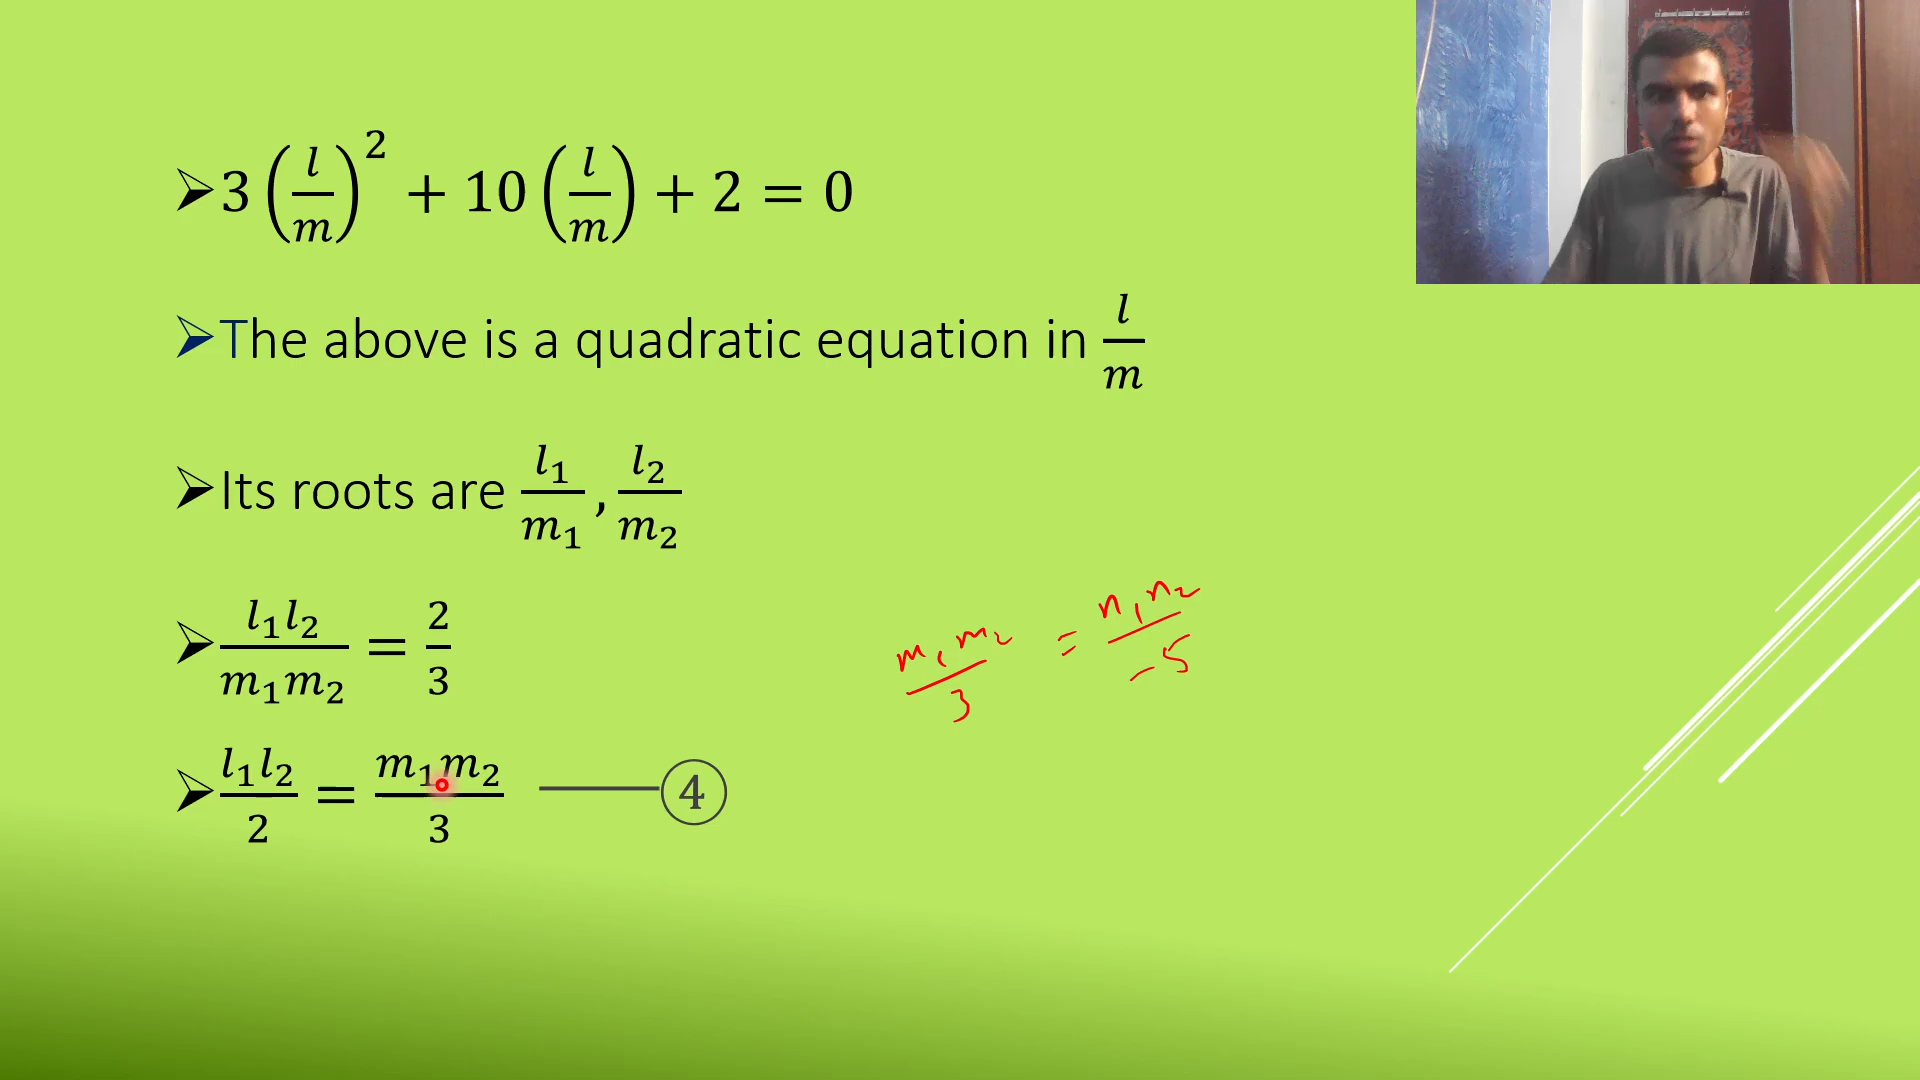 ➢3(l/m)² + 10(l/m) + 2 = 0
➢The above is a quadratic equation in l/m
➢Its roots are l₁/m₁ , l₂/m₂
➢l₁l₂/m₁m₂ = 2/3
m₁m₂/3 = n₁n₂/-5
➢l₁l₂/2 = m₁m₂/3 —— ④